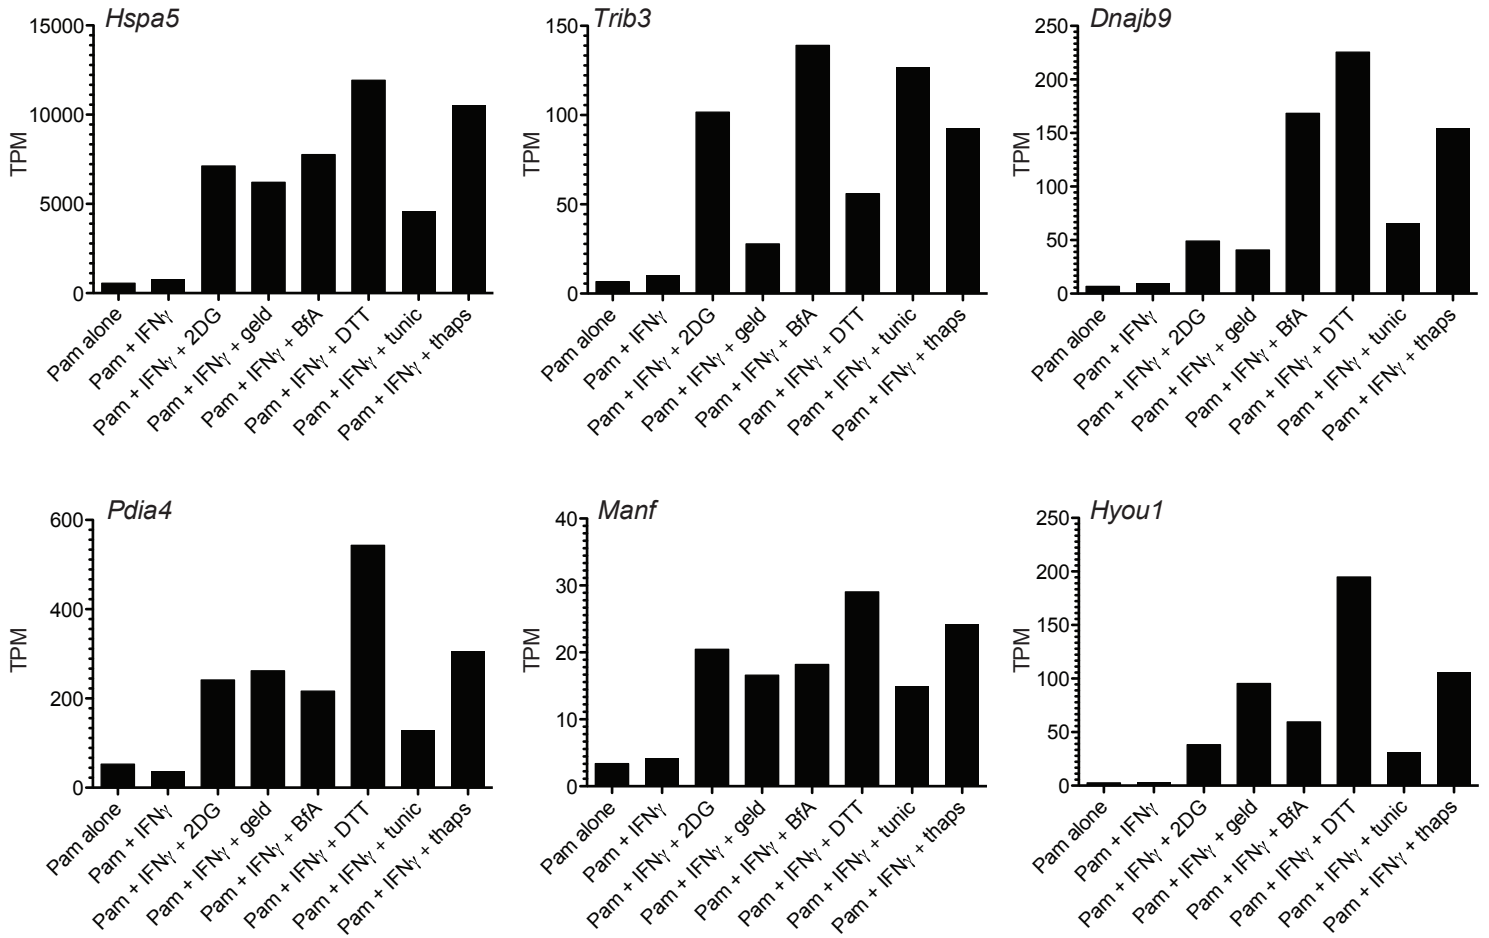 Hspa5
TPM
15000
10000
5000
0
Pam alone
Pam + IFNγ
Pam + IFNγ + 2DG
Pam + IFNγ + geld
Pam + IFNγ + BfA
Pam + IFNγ + DTT
Pam + IFNγ + tunic
Pam + IFNγ + thaps
Trib3
TPM
150
100
50
0
Pam alone
Pam + IFNγ
Pam + IFNγ + 2DG
Pam + IFNγ + geld
Pam + IFNγ + BfA
Pam + IFNγ + DTT
Pam + IFNγ + tunic
Pam + IFNγ + thaps
Dnajb9
TPM
250
200
150
100
50
0
Pam alone
Pam + IFNγ
Pam + IFNγ + 2DG
Pam + IFNγ + geld
Pam + IFNγ + BfA
Pam + IFNγ + DTT
Pam + IFNγ + tunic
Pam + IFNγ + thaps
Pdia4
TPM
600
400
200
0
Pam alone
Pam + IFNγ
Pam + IFNγ + 2DG
Pam + IFNγ + geld
Pam + IFNγ + BfA
Pam + IFNγ + DTT
Pam + IFNγ + tunic
Pam + IFNγ + thaps
Manf
TPM
40
30
20
10
0
Pam alone
Pam + IFNγ
Pam + IFNγ + 2DG
Pam + IFNγ + geld
Pam + IFNγ + BfA
Pam + IFNγ + DTT
Pam + IFNγ + tunic
Pam + IFNγ + thaps
Hyou1
TPM
250
200
150
100
50
0
Pam alone
Pam + IFNγ
Pam + IFNγ + 2DG
Pam + IFNγ + geld
Pam + IFNγ + BfA
Pam + IFNγ + DTT
Pam + IFNγ + tunic
Pam + IFNγ + thaps